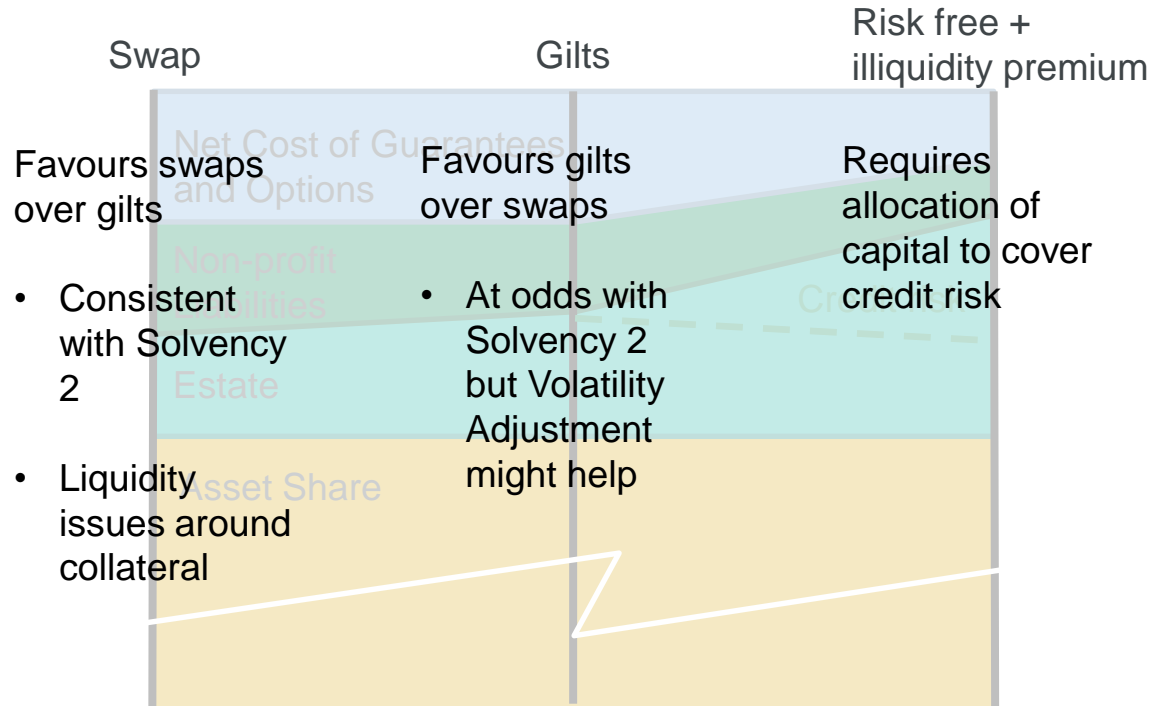 Swap
Gilts
Risk free +
illiquidity premium
Net Cost of Guarantees
and Options
Non-profit
Liabilities
Estate
Asset Share
Credit risk
Favours swaps
over gilts
• Consistent
with Solvency
2
• Liquidity
issues around
collateral
Favours gilts
over swaps
• At odds with
Solvency 2
but Volatility
Adjustment
might help
Requires
allocation of
capital to cover
credit risk